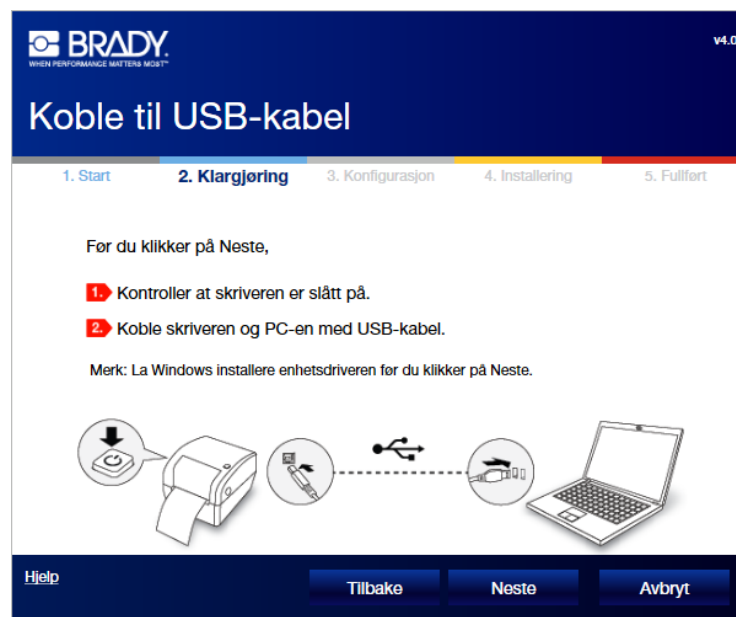 BRADY.
WHEN PERFORMANCE MATTERS MOST™
v4.0
Koble til USB-kabel
1. Start
2. Klargjøring
3. Konfigurasjon
4. Installering
5. Fullført
Før du klikker på Neste,
1. Kontroller at skriveren er slått på.
2. Koble skriveren og PC-en med USB-kabel.
Merk: La Windows installere enhetsdriveren før du klikker på Neste.
Hjelp
Tilbake
Neste
Avbryt